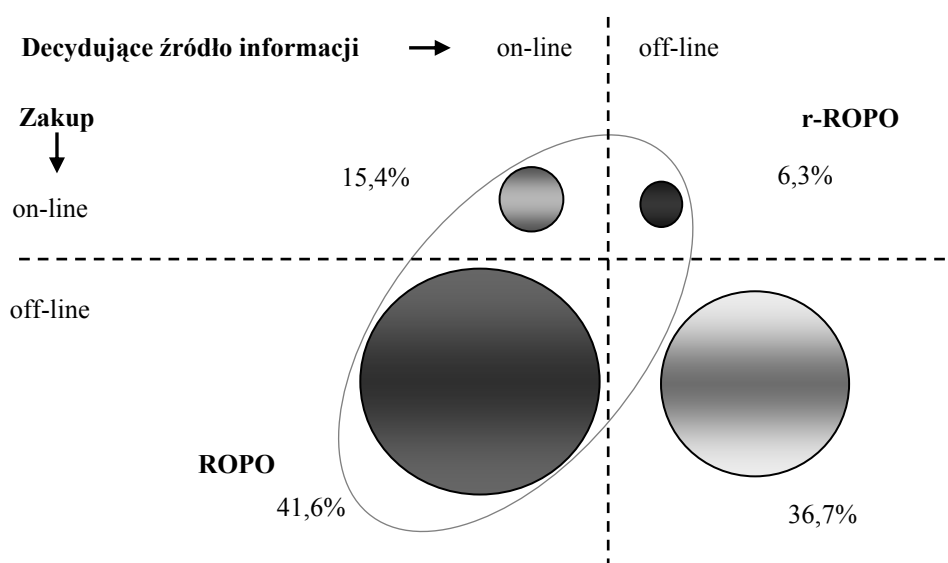 Decydujące źródło informacji on-line off-line
Zakup r-ROPO
15,4% 6,3%
on-line
off-line
ROPO
41,6% 36,7%